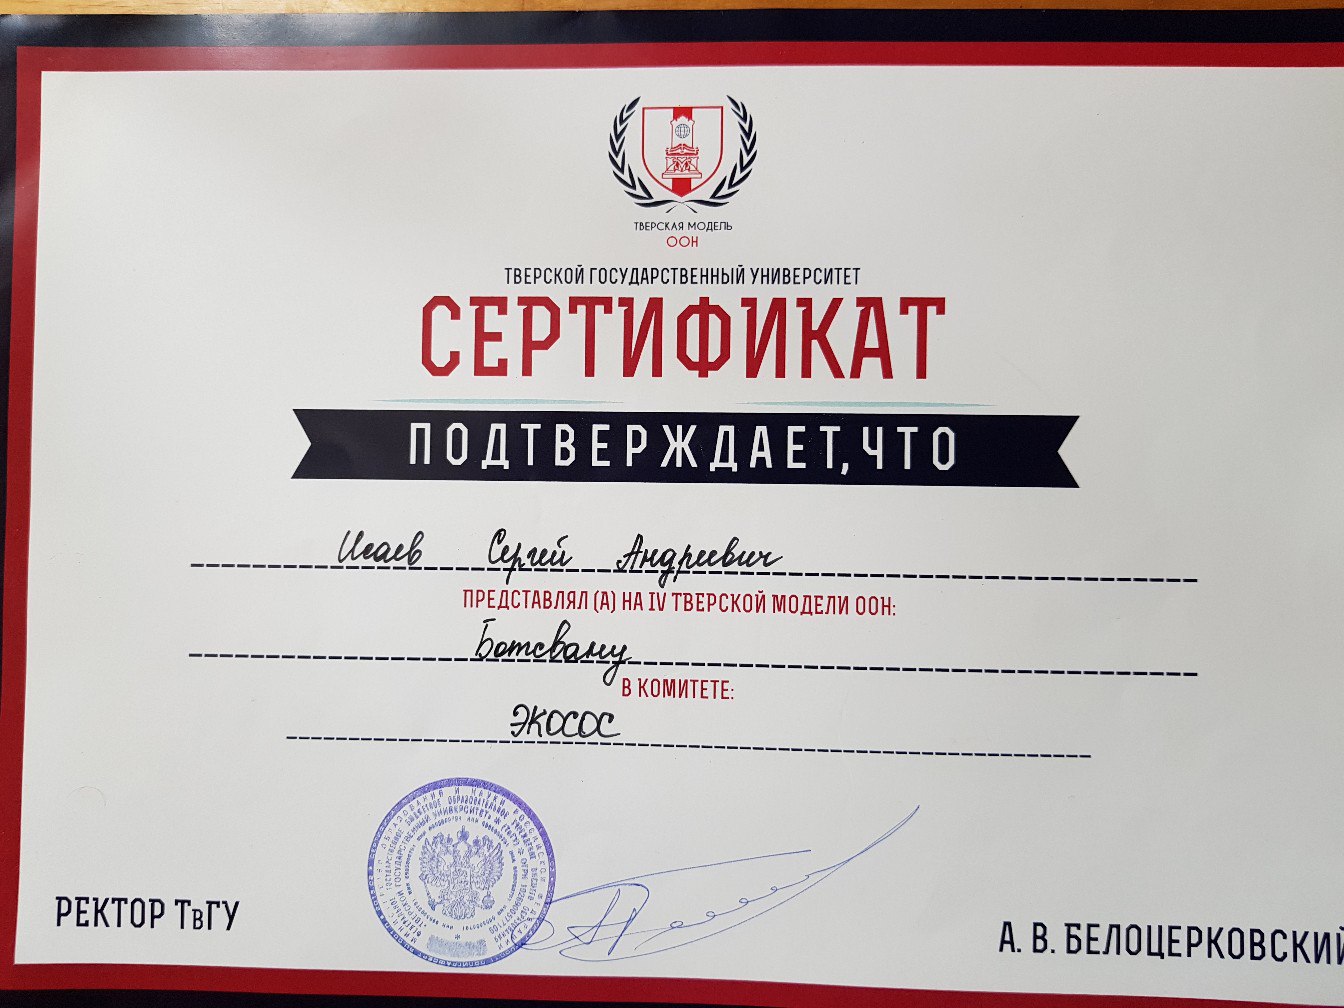 ТВЕРСКАЯ МОДЕЛЬ
ООН
ТВЕРСКОЙ ГОСУДАРСТВЕННЫЙ УНИВЕРСИТЕТ
СЕРТИФИКАТ
ПОДТВЕРЖДАЕТ, ЧТО
Исаев Сергей Андреевич
ПРЕДСТАВЛЯЛ (А) НА IV ТВЕРСКОЙ МОДЕЛИ ООН:
Ботсвану
В КОМИТЕТЕ:
ЭКОСОС
РЕКТОР ТвГУ
А. В. БЕЛОЦЕРКОВСКИЙ